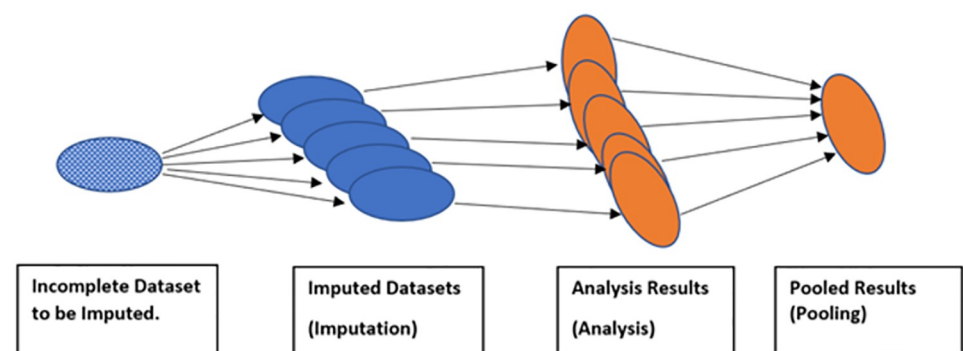 Incomplete Dataset
to be Imputed.
Imputed Datasets
(Imputation)
Analysis Results
(Analysis)
Pooled Results
(Pooling)